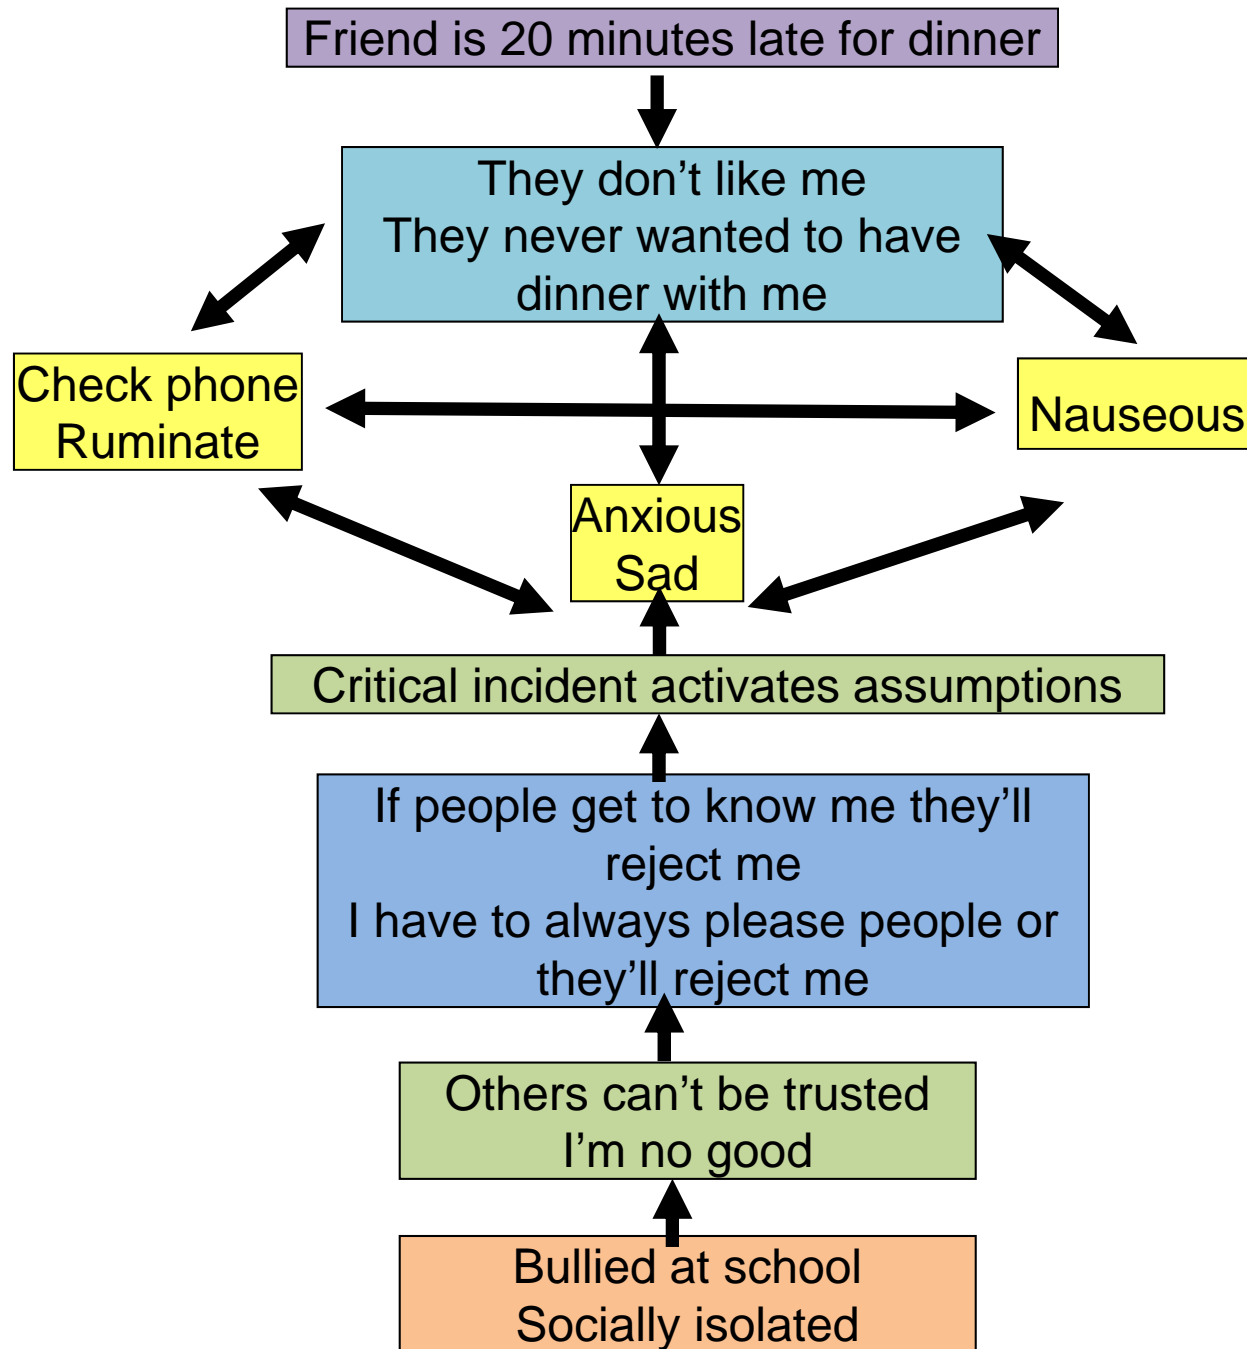 Friend is 20 minutes late for dinner
They don’t like me
They never wanted to have
dinner with me
Check phone
Ruminate
Nauseous
Anxious
Sad
Critical incident activates assumptions
If people get to know me they’ll
reject me
I have to always please people or
they’ll reject me
Others can’t be trusted
I’m no good
Bullied at school
Socially isolated